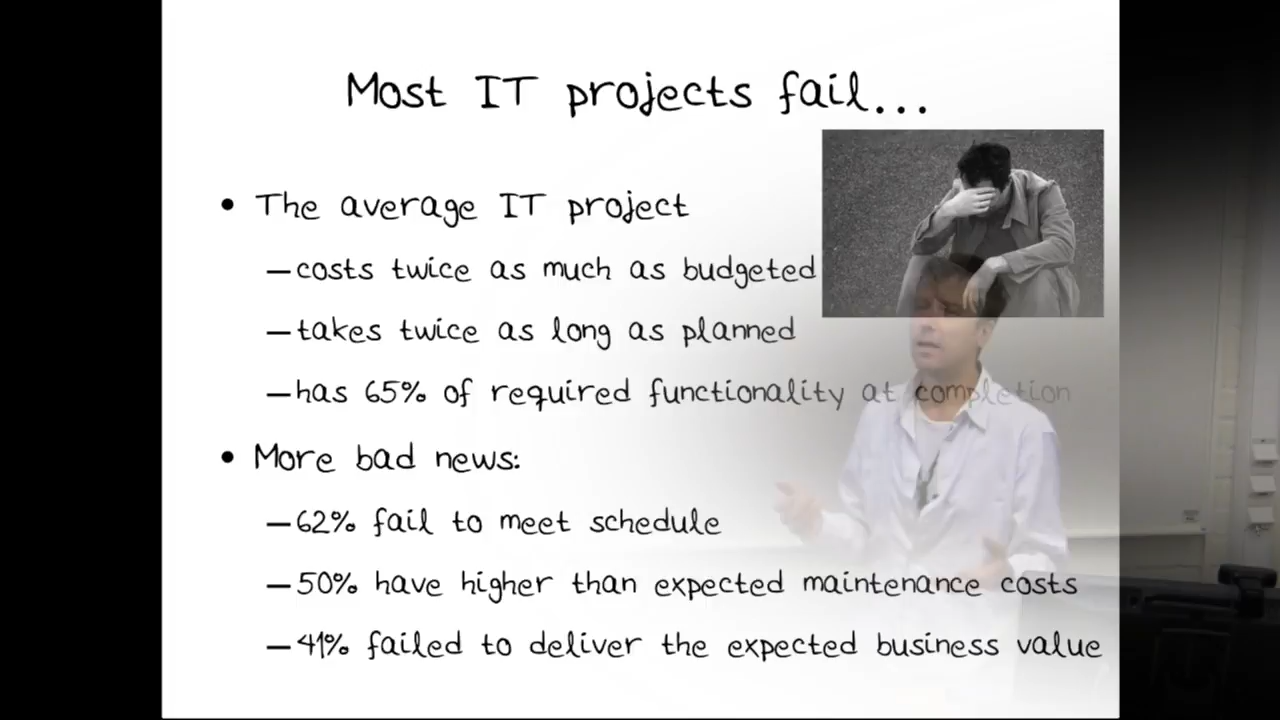 Most IT projects fail...
• The average IT project
—costs twice as much as budgeted
—takes twice as long as planned
—has 65% of required functionality at completion
• More bad news:
—62% fail to meet schedule
—50% have higher than expected maintenance costs
—41% failed to deliver the expected business value